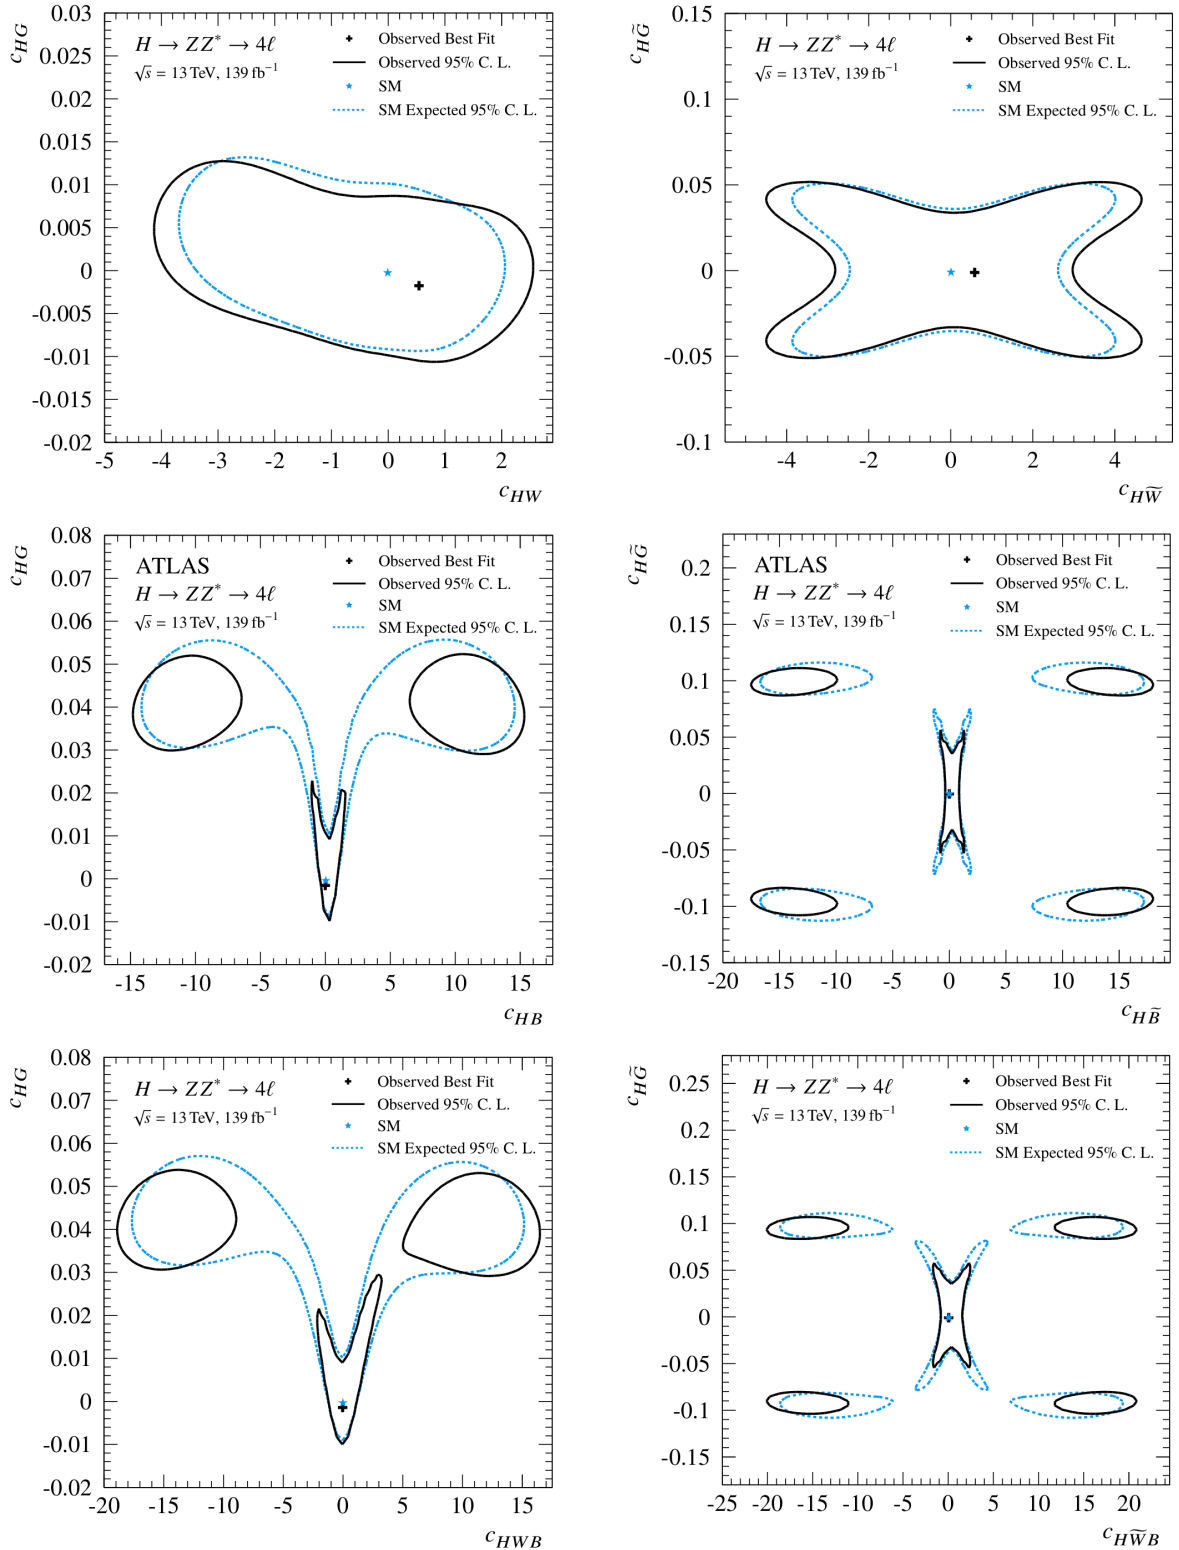 c_HG
0.03
0.025
0.02
0.015
0.01
0.005
0
-0.005
-0.01
-0.015
-0.02
H → ZZ* → 4ℓ
√s = 13 TeV, 139 fb⁻¹
Observed Best Fit
Observed 95% C. L.
SM
SM Expected 95% C. L.
-5 -4 -3 -2 -1 0 1 2
c_HW
c_HG̃
0.15
0.1
0.05
0
-0.05
-0.1
H → ZZ* → 4ℓ
√s = 13 TeV, 139 fb⁻¹
Observed Best Fit
Observed 95% C. L.
SM
SM Expected 95% C. L.
-4 -2 0 2 4
c_HW̃
c_HG
0.08
0.07
0.06
0.05
0.04
0.03
0.02
0.01
0
-0.01
-0.02
ATLAS
H → ZZ* → 4ℓ
√s = 13 TeV, 139 fb⁻¹
Observed Best Fit
Observed 95% C. L.
SM
SM Expected 95% C. L.
-15 -10 -5 0 5 10 15
c_HB
c_HG̃
0.2
0.15
0.1
0.05
0
-0.05
-0.1
-0.15
ATLAS
H → ZZ* → 4ℓ
√s = 13 TeV, 139 fb⁻¹
Observed Best Fit
Observed 95% C. L.
SM
SM Expected 95% C. L.
-20 -15 -10 -5 0 5 10 15
c_HB̃
c_HG
0.08
0.07
0.06
0.05
0.04
0.03
0.02
0.01
0
-0.01
-0.02
H → ZZ* → 4ℓ
√s = 13 TeV, 139 fb⁻¹
Observed Best Fit
Observed 95% C. L.
SM
SM Expected 95% C. L.
-20 -15 -10 -5 0 5 10 15
c_HWB
c_HG̃
0.25
0.2
0.15
0.1
0.05
0
-0.05
-0.1
-0.15
H → ZZ* → 4ℓ
√s = 13 TeV, 139 fb⁻¹
Observed Best Fit
Observed 95% C. L.
SM
SM Expected 95% C. L.
-25 -20 -15 -10 -5 0 5 10 15 20
c_HW̃B